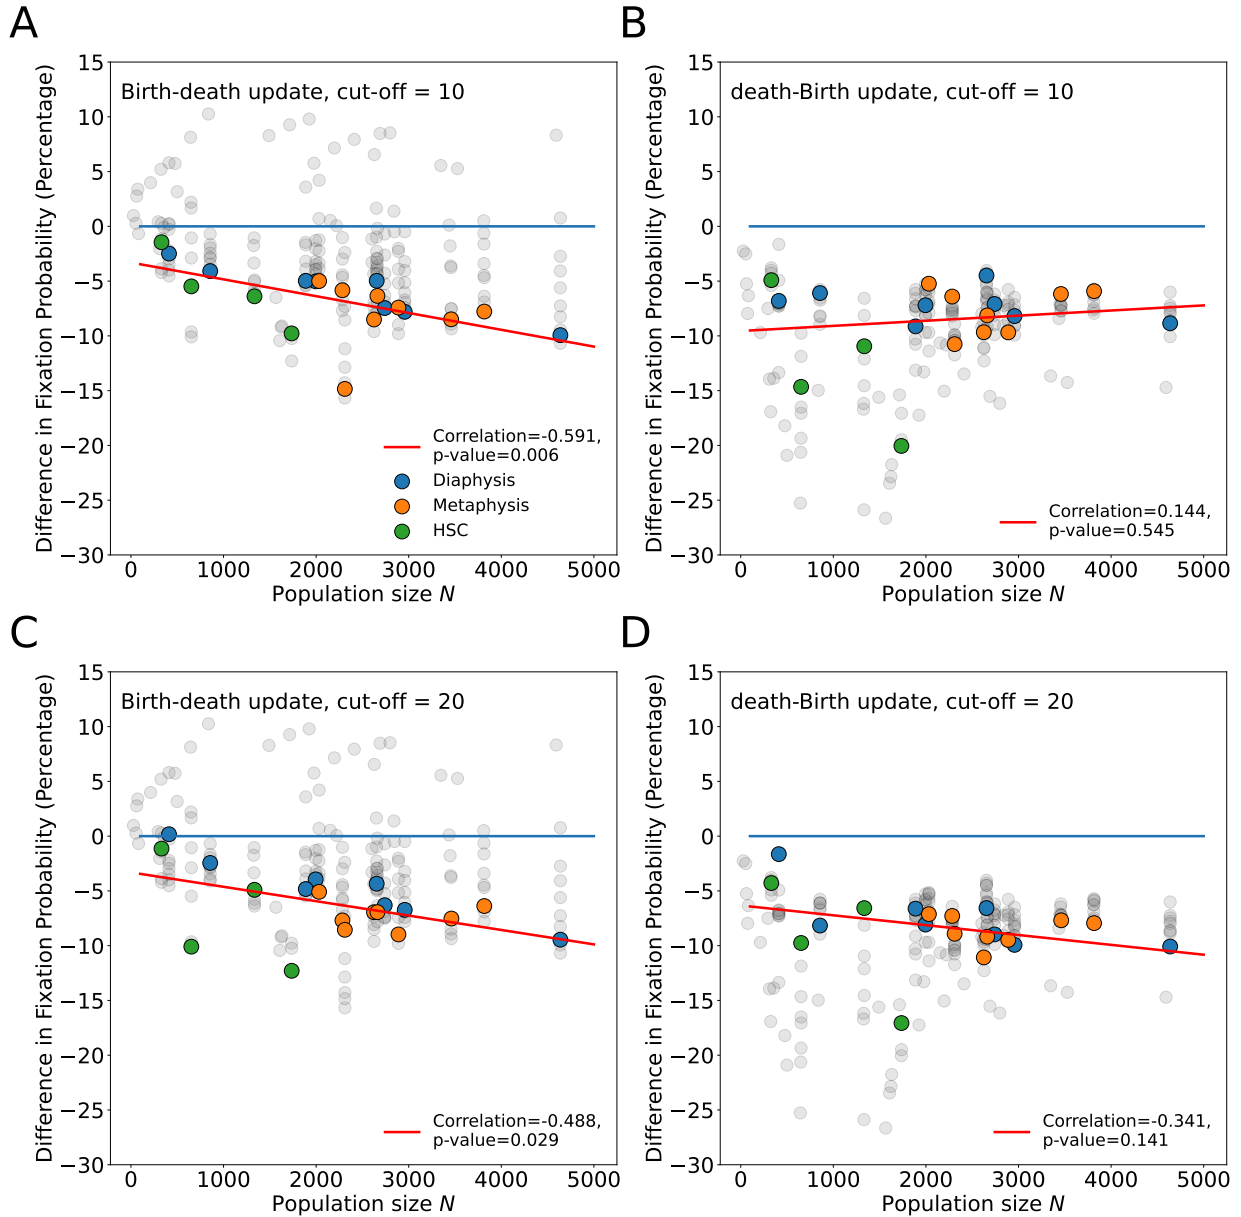 A
Difference in Fixation Probability (Percentage)
15
10
5
0
−5
−10
−15
−20
−25
−30
Birth-death update, cut-off = 10
Correlation=-0.591,
p-value=0.006
Diaphysis
Metaphysis
HSC
0 1000 2000 3000 4000 5000
Population size N
B
Difference in Fixation Probability (Percentage)
15
10
5
0
−5
−10
−15
−20
−25
−30
death-Birth update, cut-off = 10
Correlation=0.144,
p-value=0.545
0 1000 2000 3000 4000 5000
Population size N
C
Difference in Fixation Probability (Percentage)
15
10
5
0
−5
−10
−15
−20
−25
−30
Birth-death update, cut-off = 20
Correlation=-0.488,
p-value=0.029
0 1000 2000 3000 4000 5000
Population size N
D
Difference in Fixation Probability (Percentage)
15
10
5
0
−5
−10
−15
−20
−25
−30
death-Birth update, cut-off = 20
Correlation=-0.341,
p-value=0.141
0 1000 2000 3000 4000 5000
Population size N